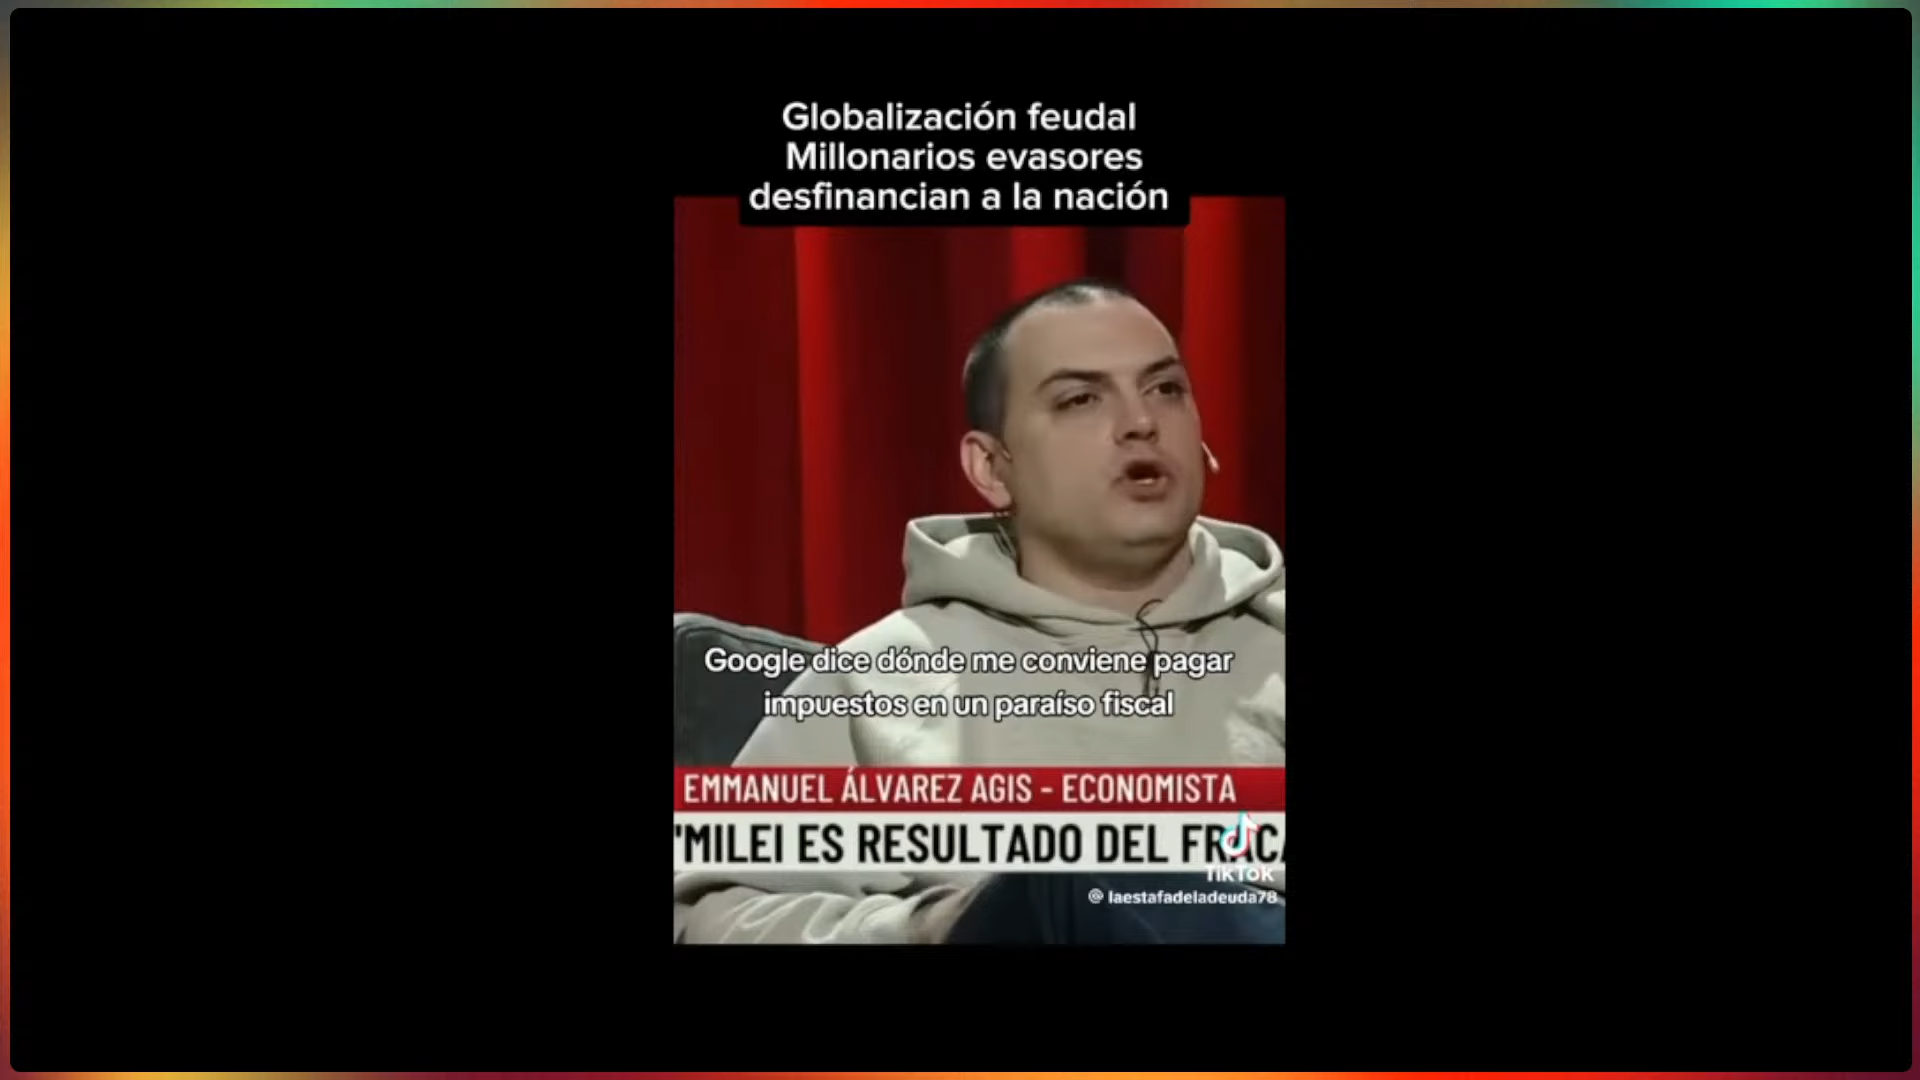 Globalización feudal
Millonarios evasores
desfinancian a la nación
Google dice dónde me conviene pagar
impuestos en un paraíso fiscal
EMMANUEL ÁLVAREZ AGIS - ECONOMISTA
"MILEI ES RESULTADO DEL FRACA
TikTok
@ laestafadeladeuda78